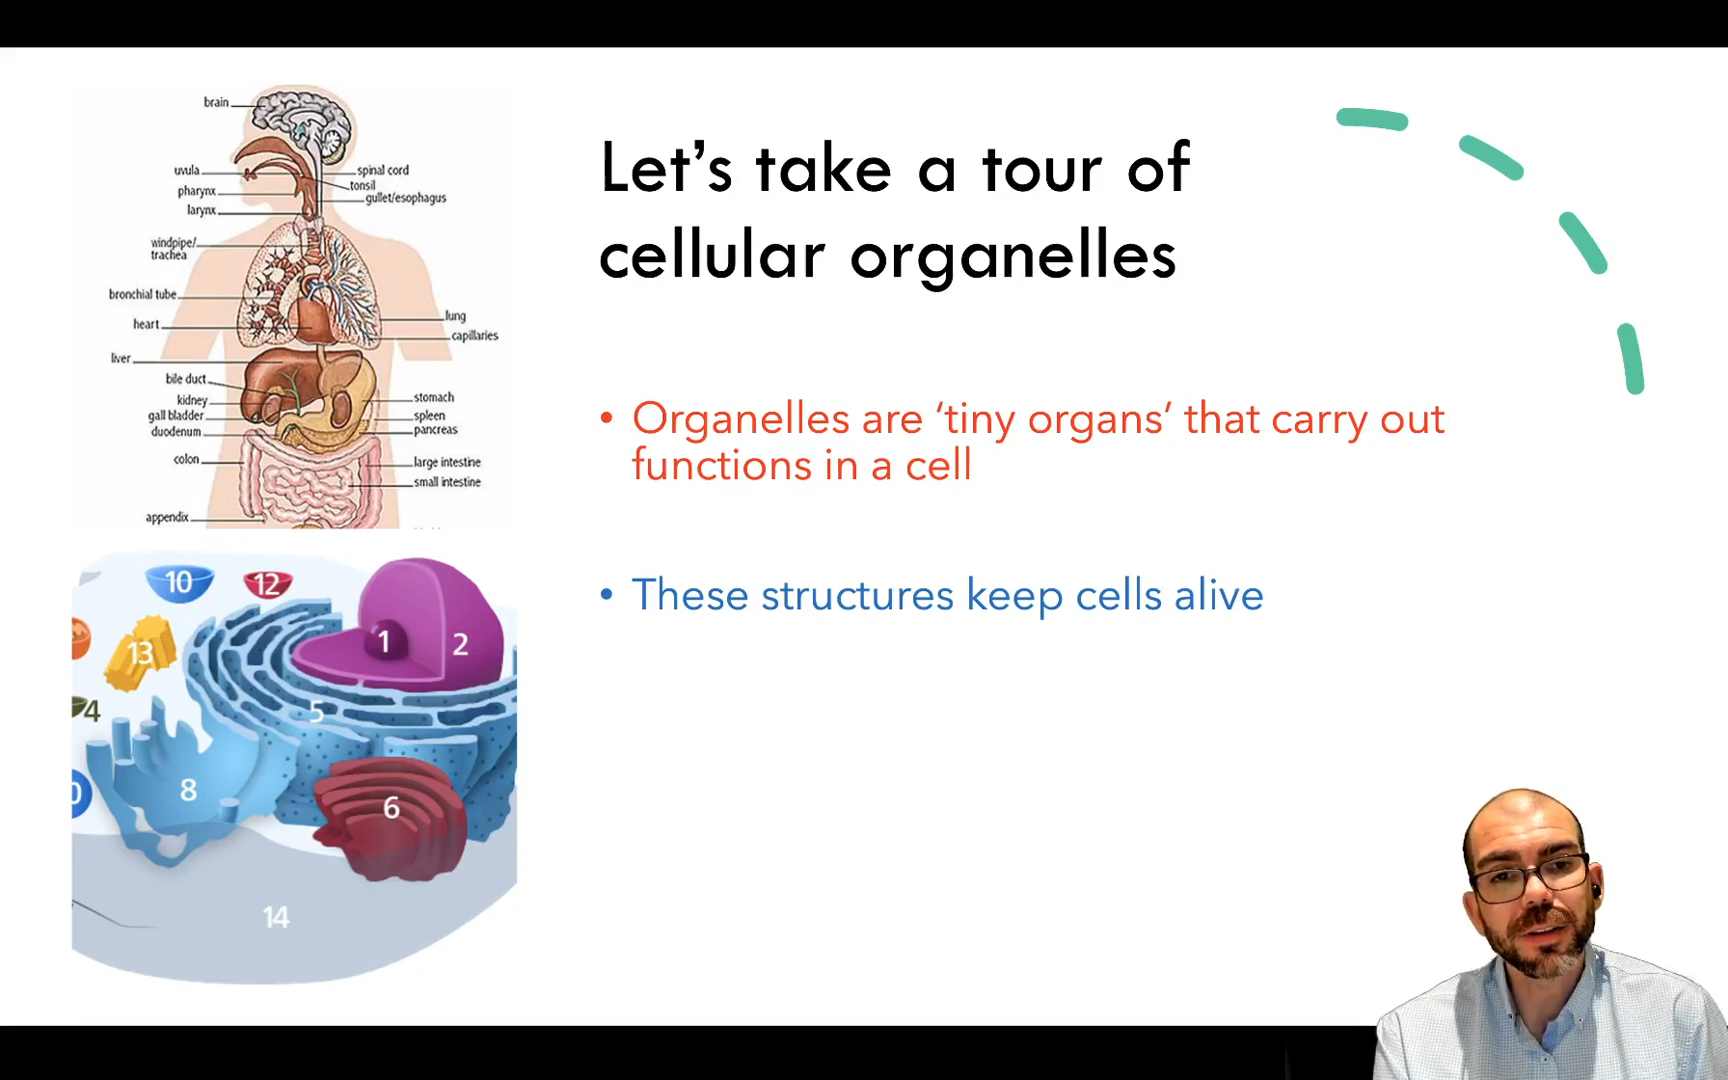 Let’s take a tour of
cellular organelles
• Organelles are ‘tiny organs’ that carry out
functions in a cell
• These structures keep cells alive
brain
uvula
pharynx
larynx
windpipe/
trachea
bronchial tube
heart
liver
bile duct
kidney
gall bladder
duodenum
colon
appendix
spinal cord
tonsil
gullet/esophagus
lung
capillaries
stomach
spleen
pancreas
large intestine
small intestine
10
12
1
2
13
4
5
8
6
14